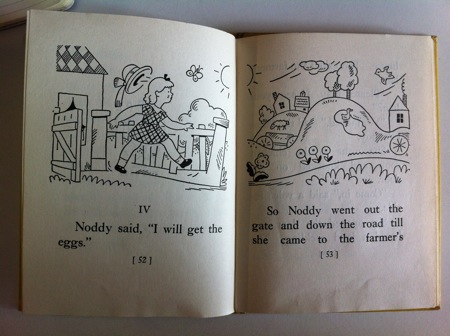 IV
Noddy said, "I will get the
eggs."
[ 52 ]
So Noddy went out the
gate and down the road till
she came to the farmer's
[ 53 ]